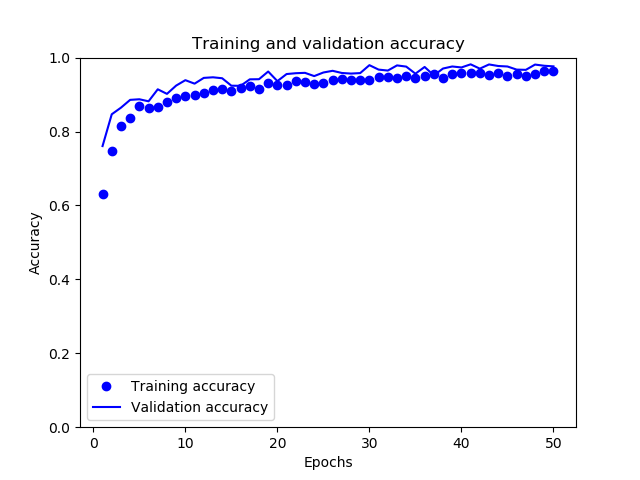 Training and validation accuracy
1.0
0.8
0.6
0.4
0.2
0.0
Accuracy
Training accuracy
Validation accuracy
0 10 20 30 40 50
Epochs